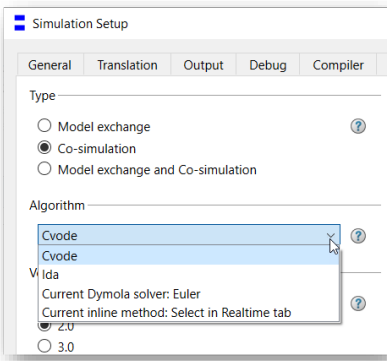 Simulation Setup
General Translation Output Debug Compiler
Type
Model exchange
Co-simulation
Model exchange and Co-simulation
Algorithm
Cvode
Cvode
Ida
Current Dymola solver: Euler
Current inline method: Select in Realtime tab
2.0
3.0